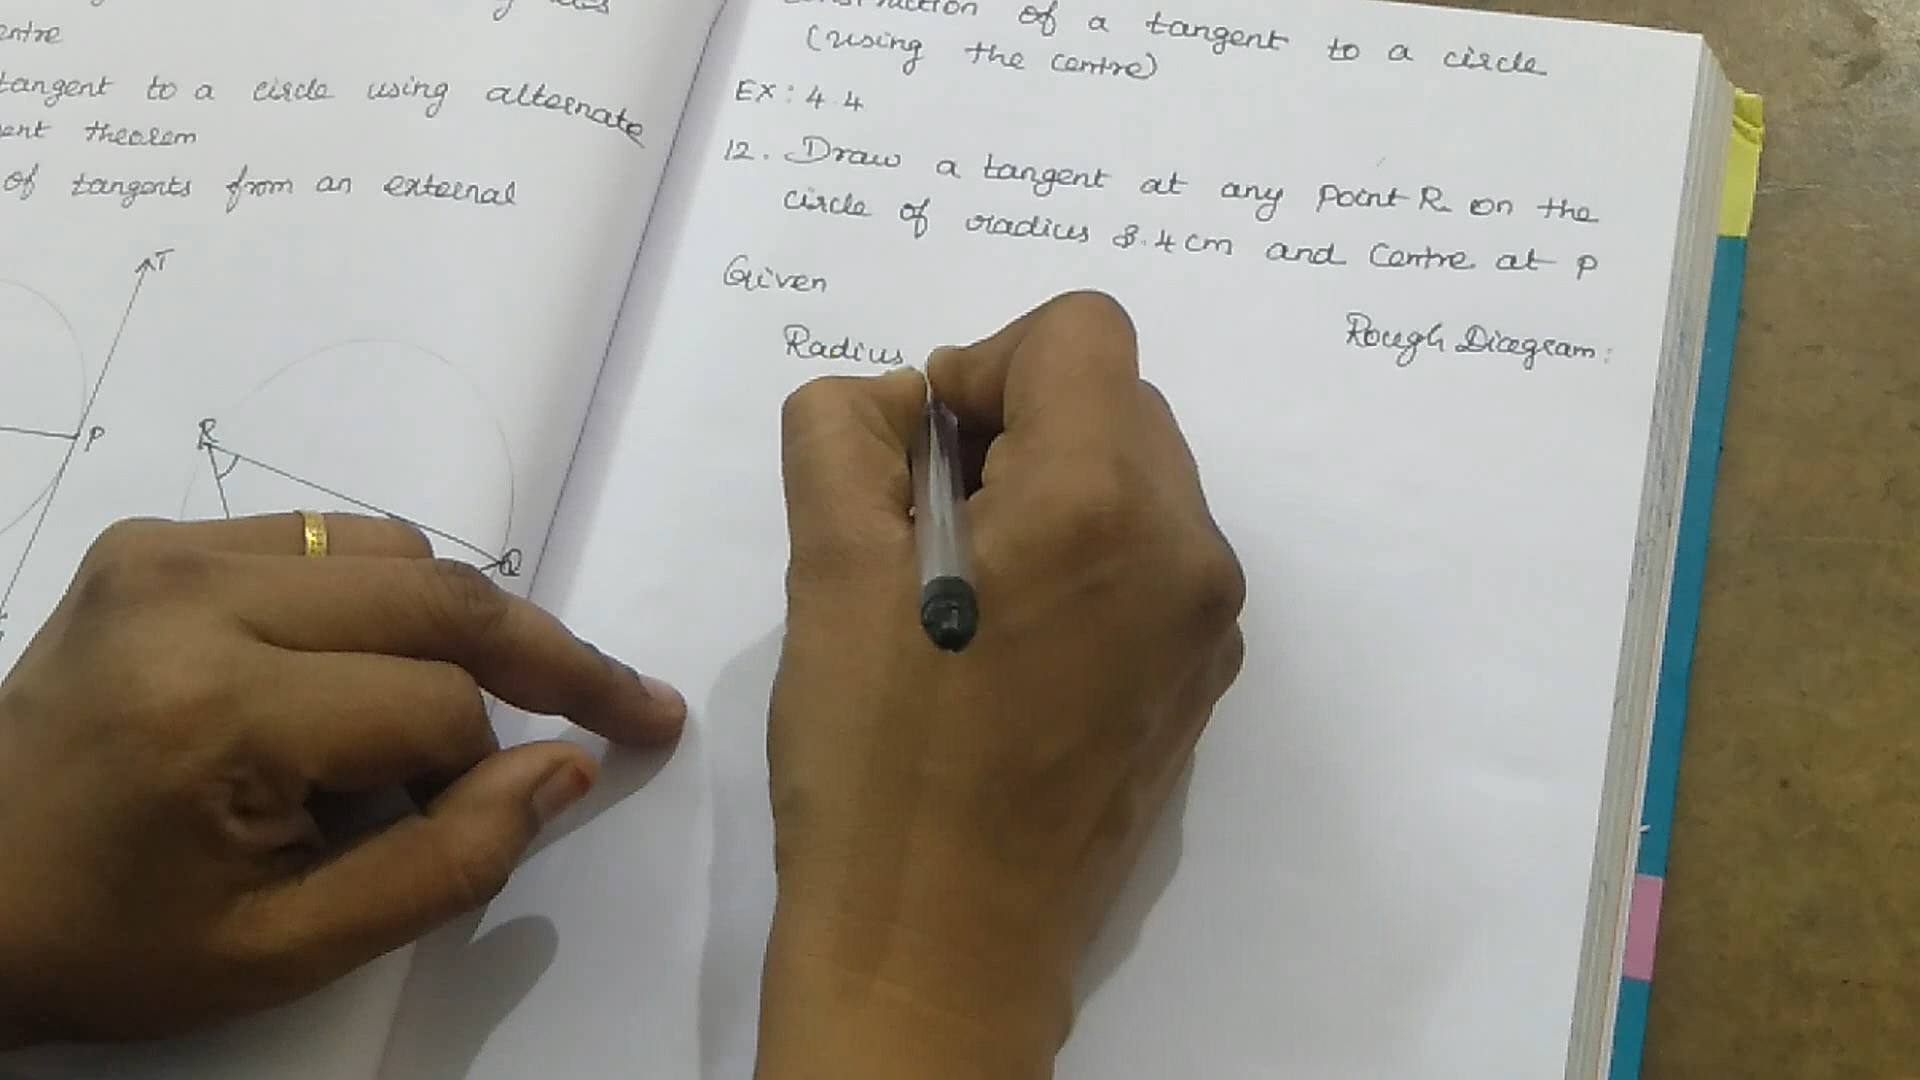 centre
tangent to a circle using alternate
theorem
of tangents from an external
T
P
R
Q
construction of a tangent to a circle
(using the centre)
EX: 4.4
12. Draw a tangent at any point R on the
circle of radius 3.4 cm and centre at P
Given
Rough Diagram:
Radius